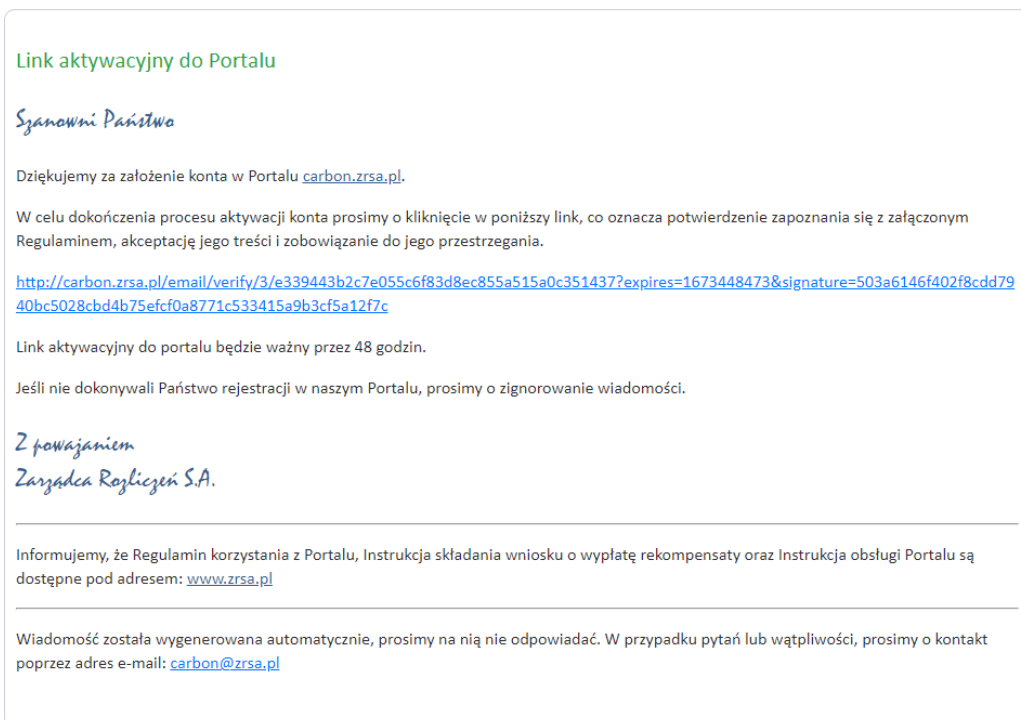 Link aktywacyjny do Portalu
Szanowni Państwo
Dziękujemy za założenie konta w Portalu carbon.zrsa.pl.
W celu dokończenia procesu aktywacji konta prosimy o kliknięcie w poniższy link, co oznacza potwierdzenie zapoznania się z załączonym
Regulaminem, akceptację jego treści i zobowiązanie do jego przestrzegania.
http://carbon.zrsa.pl/email/verify/3/e339443b2c7e055c6f83d8ec855a515a0c351437?expires=1673448473&signature=503a6146f402f8cdd79
40bc5028cbd4b75efcf0a8771c533415a9b3cf5a12f7c
Link aktywacyjny do portalu będzie ważny przez 48 godzin.
Jeśli nie dokonywali Państwo rejestracji w naszym Portalu, prosimy o zignorowanie wiadomości.
Z poważaniem
Zarządca Rozliczeń S.A.
Informujemy, że Regulamin korzystania z Portalu, Instrukcja składania wniosku o wypłatę rekompensaty oraz Instrukcja obsługi Portalu są
dostępne pod adresem: www.zrsa.pl
Wiadomość została wygenerowana automatycznie, prosimy na nią nie odpowiadać. W przypadku pytań lub wątpliwości, prosimy o kontakt
poprzez adres e-mail: carbon@zrsa.pl